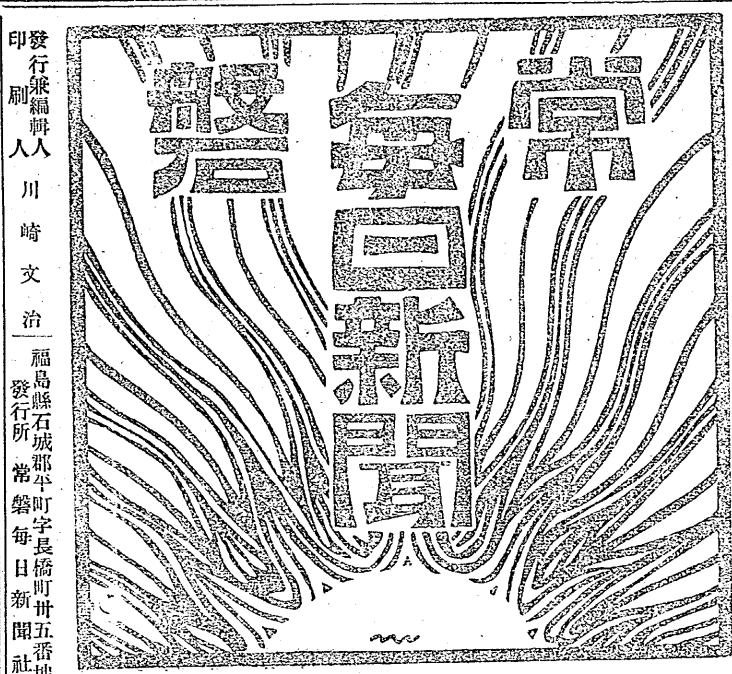 常磐
每日新聞
發行兼編輯人
印刷人 川崎文治
福島縣石城郡平町字長橋町卅五番地
發行所 常磐每日新聞社